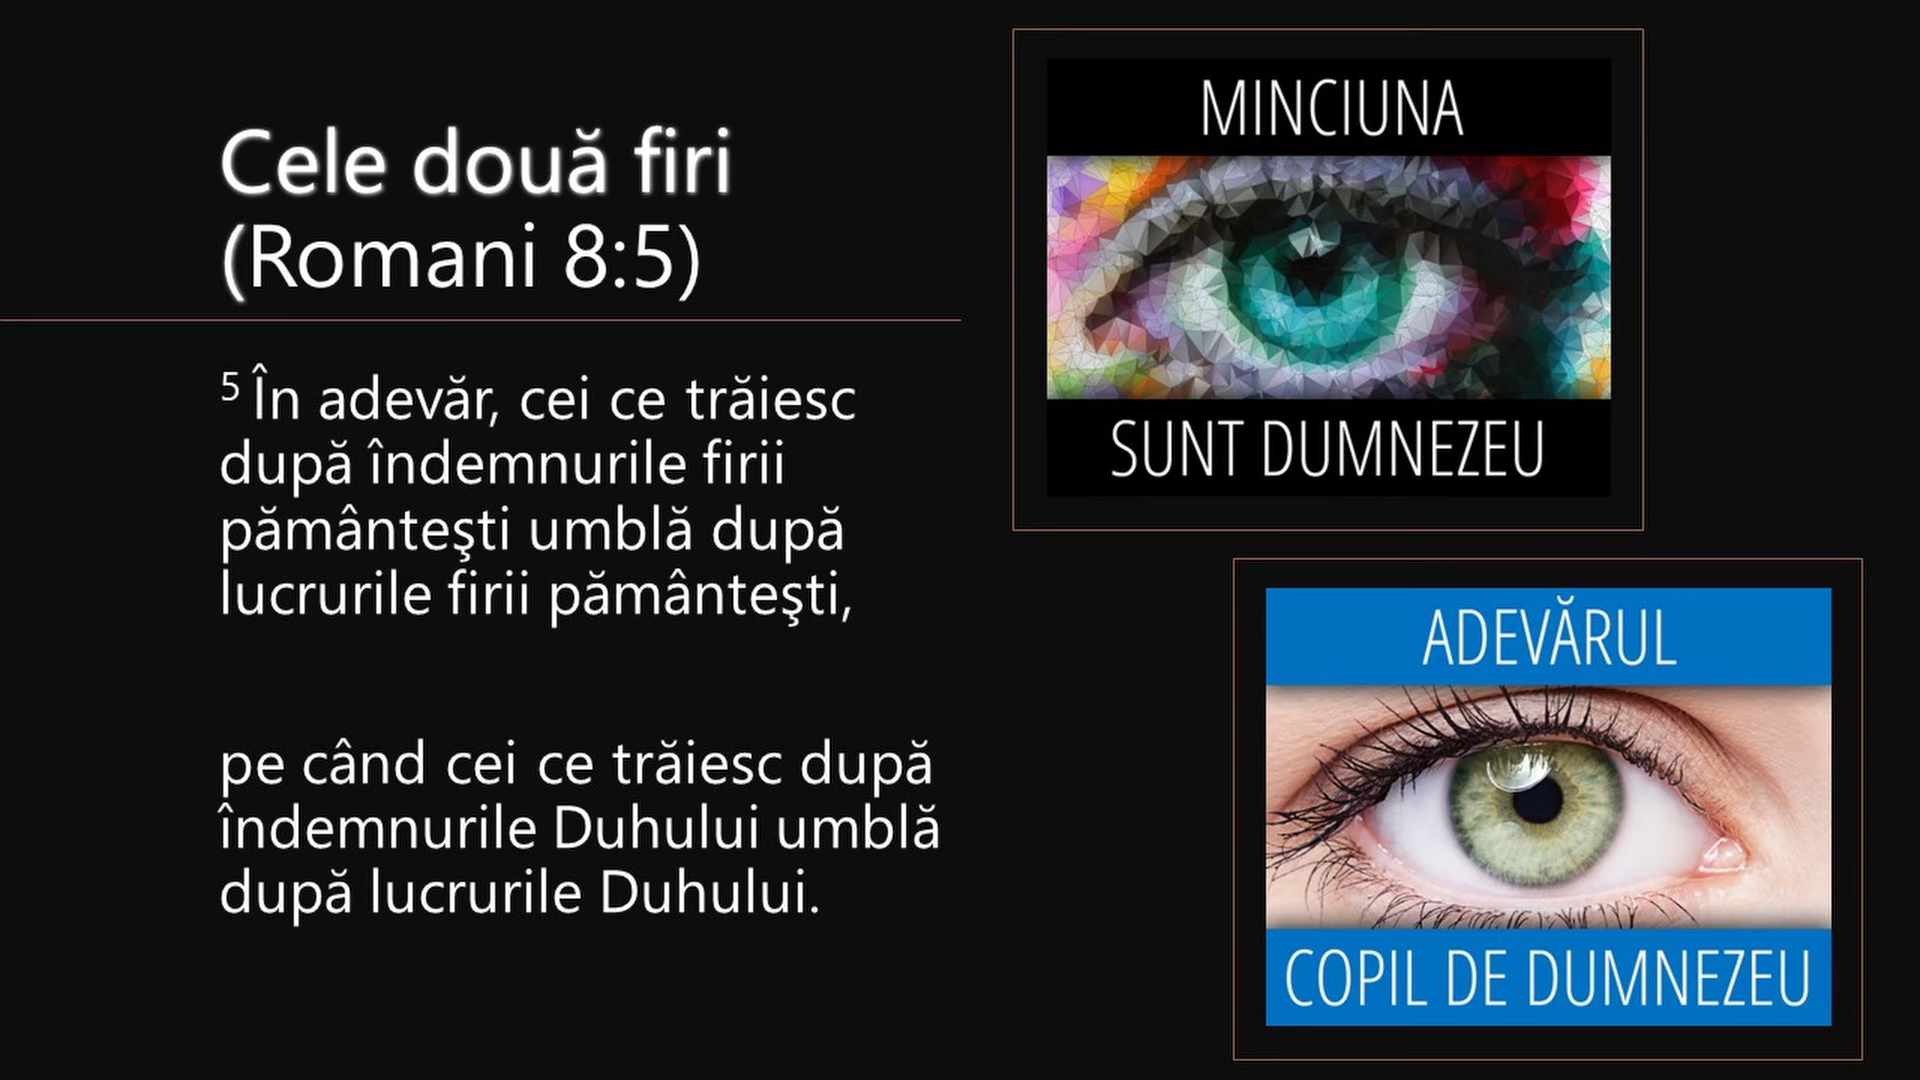 Cele două firi
(Romani 8:5)
5 În adevăr, cei ce trăiesc
după îndemnurile firii
pământeşti umblă după
lucrurile firii pământeşti,
pe când cei ce trăiesc după
îndemnurile Duhului umblă
după lucrurile Duhului.
MINCIUNA
SUNT DUMNEZEU
ADEVĂRUL
COPIL DE DUMNEZEU